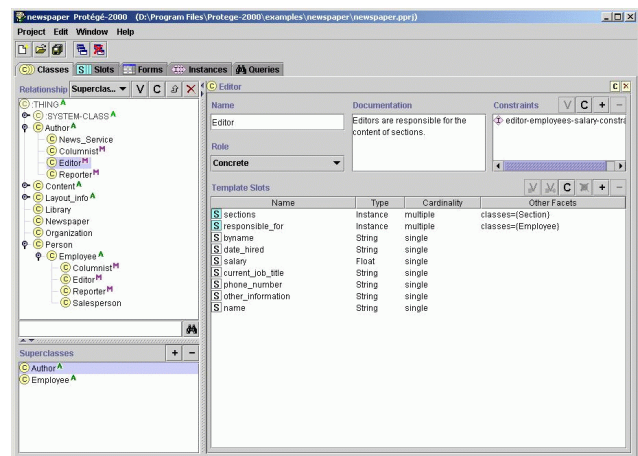 newspaper Protégé-2000 (D:\Program Files\Protege-2000\examples\newspaper\newspaper.pprj)
Project Edit Window Help
Classes Slots Forms Instances Queries
Relationship Superclas... V C
:THING A
:SYSTEM-CLASS A
Author A
News_Service
Columnist M
Editor M
Reporter M
Content A
Layout_info A
Library
Newspaper
Organization
Person
Employee A
Columnist M
Editor M
Reporter M
Salesperson
Superclasses + -
Author A
Employee A
Editor
Name Documentation Constraints V C + -
Editor
Editors are responsible for the
content of sections.
editor-employees-salary-constra
Role
Concrete
Template Slots C + -
Name Type Cardinality Other Facets
S sections Instance multiple classes={Section}
S responsible_for Instance multiple classes={Employee}
S byname String single
S date_hired String single
S salary Float single
S current_job_title String single
S phone_number String single
S other_information String single
S name String single